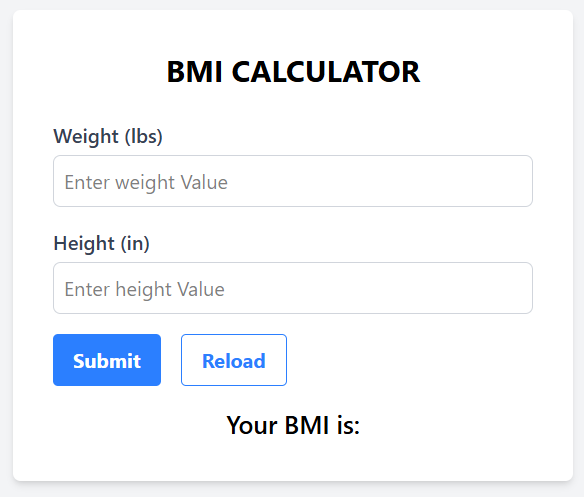 BMI CALCULATOR
Weight (lbs)
Enter weight Value
Height (in)
Enter height Value
Submit Reload
Your BMI is: